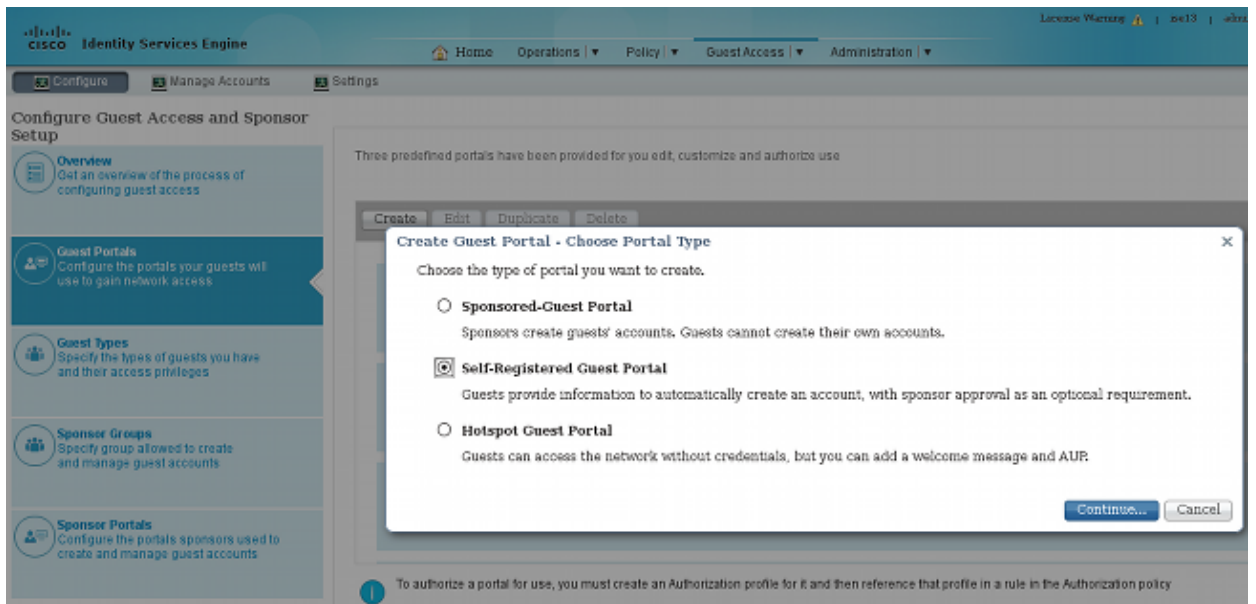 License Warning | ise13 |
cisco Identity Services Engine
Home Operations | ▼ Policy | ▼ Guest Access | ▼ Administration | ▼
Configure Manage Accounts Settings
Configure Guest Access and Sponsor
Setup
Overview
Get an overview of the process of
configuring guest access
Guest Portals
Configure the portals your guests will
use to gain network access
Guest Types
Specify the types of guests you have
and their access privileges
Sponsor Groups
Specify group allowed to create
and manage guest accounts
Sponsor Portals
Configure the portals sponsors used to
create and manage guest accounts
Three predefined portals have been provided for you edit, customize and authorize use
Create Edit Duplicate Delete
Create Guest Portal - Choose Portal Type
Choose the type of portal you want to create.
Sponsored-Guest Portal
Sponsors create guests' accounts. Guests cannot create their own accounts.
Self-Registered Guest Portal
Guests provide information to automatically create an account, with sponsor approval as an optional requirement.
Hotspot Guest Portal
Guests can access the network without credentials, but you can add a welcome message and AUP.
Continue... Cancel
To authorize a portal for use, you must create an Authorization profile for it and then reference that profile in a rule in the Authorization policy